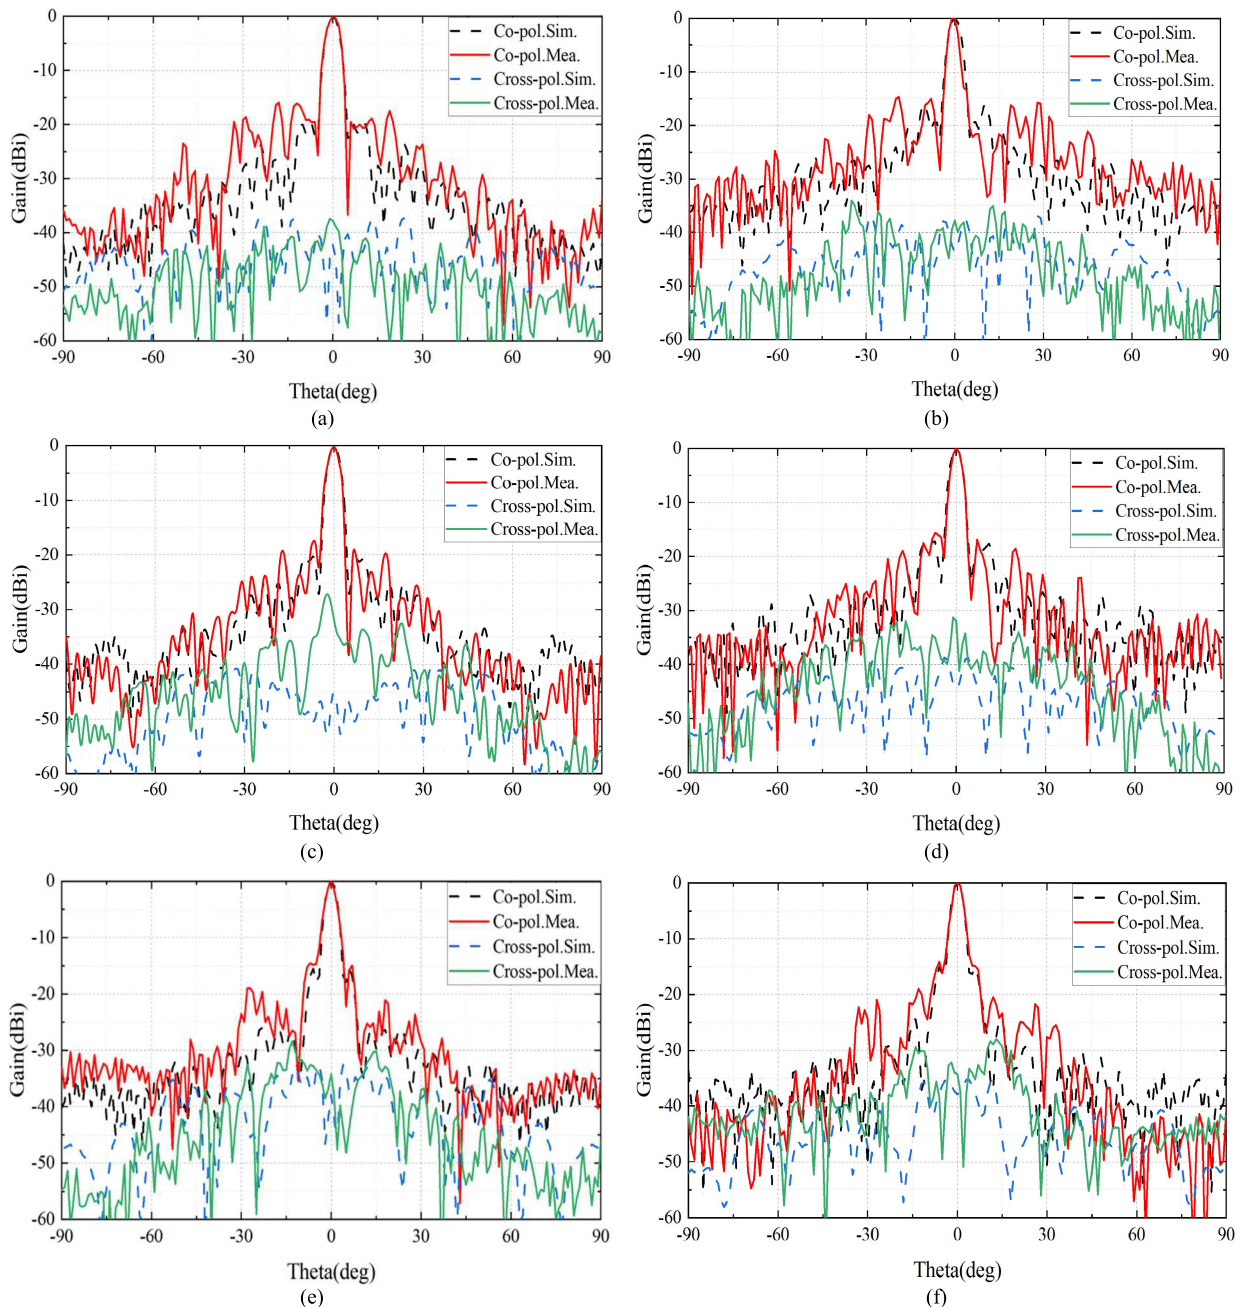 Co-pol.Sim.
Co-pol.Mea.
Cross-pol.Sim.
Cross-pol.Mea.
Gain(dBi)
0
-10
-20
-30
-40
-50
-60
-90 -60 -30 0 30 60 90
Theta(deg)
(a)
Co-pol.Sim.
Co-pol.Mea.
Cross-pol.Sim.
Cross-pol.Mea.
Gain(dBi)
0
-10
-20
-30
-40
-50
-60
-90 -60 -30 0 30 60 90
Theta(deg)
(b)
Co-pol.Sim.
Co-pol.Mea.
Cross-pol.Sim.
Cross-pol.Mea.
Gain(dBi)
0
-10
-20
-30
-40
-50
-60
-90 -60 -30 0 30 60 90
Theta(deg)
(c)
Co-pol.Sim.
Co-pol.Mea.
Cross-pol.Sim.
Cross-pol.Mea.
Gain(dBi)
0
-10
-20
-30
-40
-50
-60
-90 -60 -30 0 30 60 90
Theta(deg)
(d)
Co-pol.Sim.
Co-pol.Mea.
Cross-pol.Sim.
Cross-pol.Mea.
Gain(dBi)
0
-10
-20
-30
-40
-50
-60
-90 -60 -30 0 30 60 90
Theta(deg)
(e)
Co-pol.Sim.
Co-pol.Mea.
Cross-pol.Sim.
Cross-pol.Mea.
Gain(dBi)
0
-10
-20
-30
-40
-50
-60
-90 -60 -30 0 30 60 90
Theta(deg)
(f)